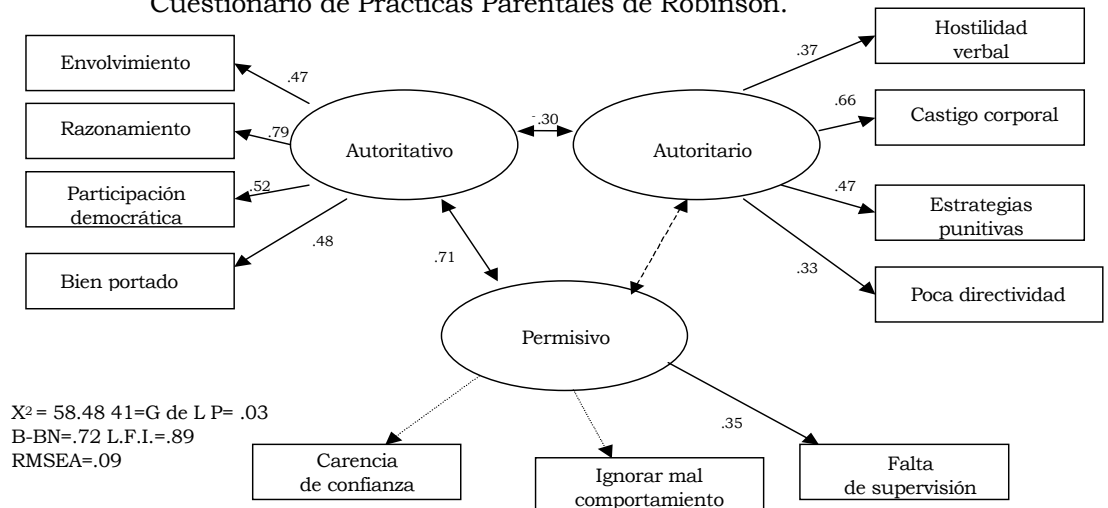 Cuestionario de Prácticas Parentales de Robinson.
Envolvimiento
.47
Razonamiento
.79
Participación
democrática
.52
Bien portado
.48
Autoritativo
-.30
Autoritario
Hostilidad
verbal
.37
Castigo corporal
.66
Estrategias
punitivas
.47
Poca directividad
.33
.71
Permisivo
X² = 58.48 41=G de L P= .03
B-BN=.72 L.F.I.=.89
RMSEA=.09
Carencia
de confianza
Ignorar mal
comportamiento
.35
Falta
de supervisión